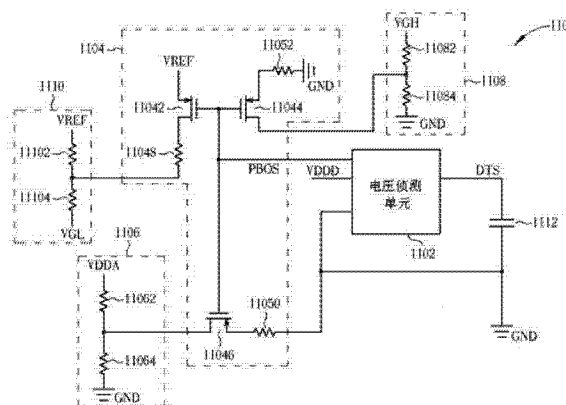 110
VGH
11052
1104
11082
VREF
GND
1108
11042
11044
11084
1110
VREF
11048
GND
11102
PBOS
VDDD
DTS
11104
电压侦测
单元
VGL
1112
1106
1102
VDDA
11062
11050
11046
11064
GND
GND